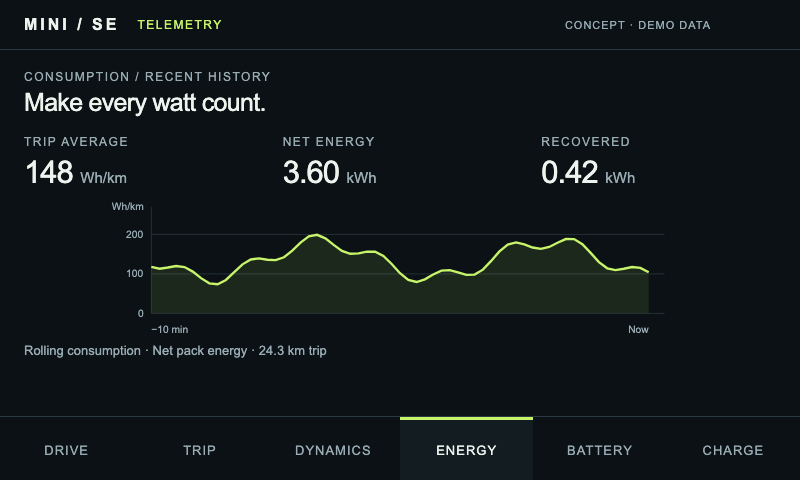 MINI / SE TELEMETRY CONCEPT · DEMO DATA
CONSUMPTION / RECENT HISTORY
Make every watt count.
TRIP AVERAGE NET ENERGY RECOVERED
148 Wh/km 3.60 kWh 0.42 kWh
Wh/km
200
100
0
−10 min Now
Rolling consumption · Net pack energy · 24.3 km trip
DRIVE TRIP DYNAMICS ENERGY BATTERY CHARGE